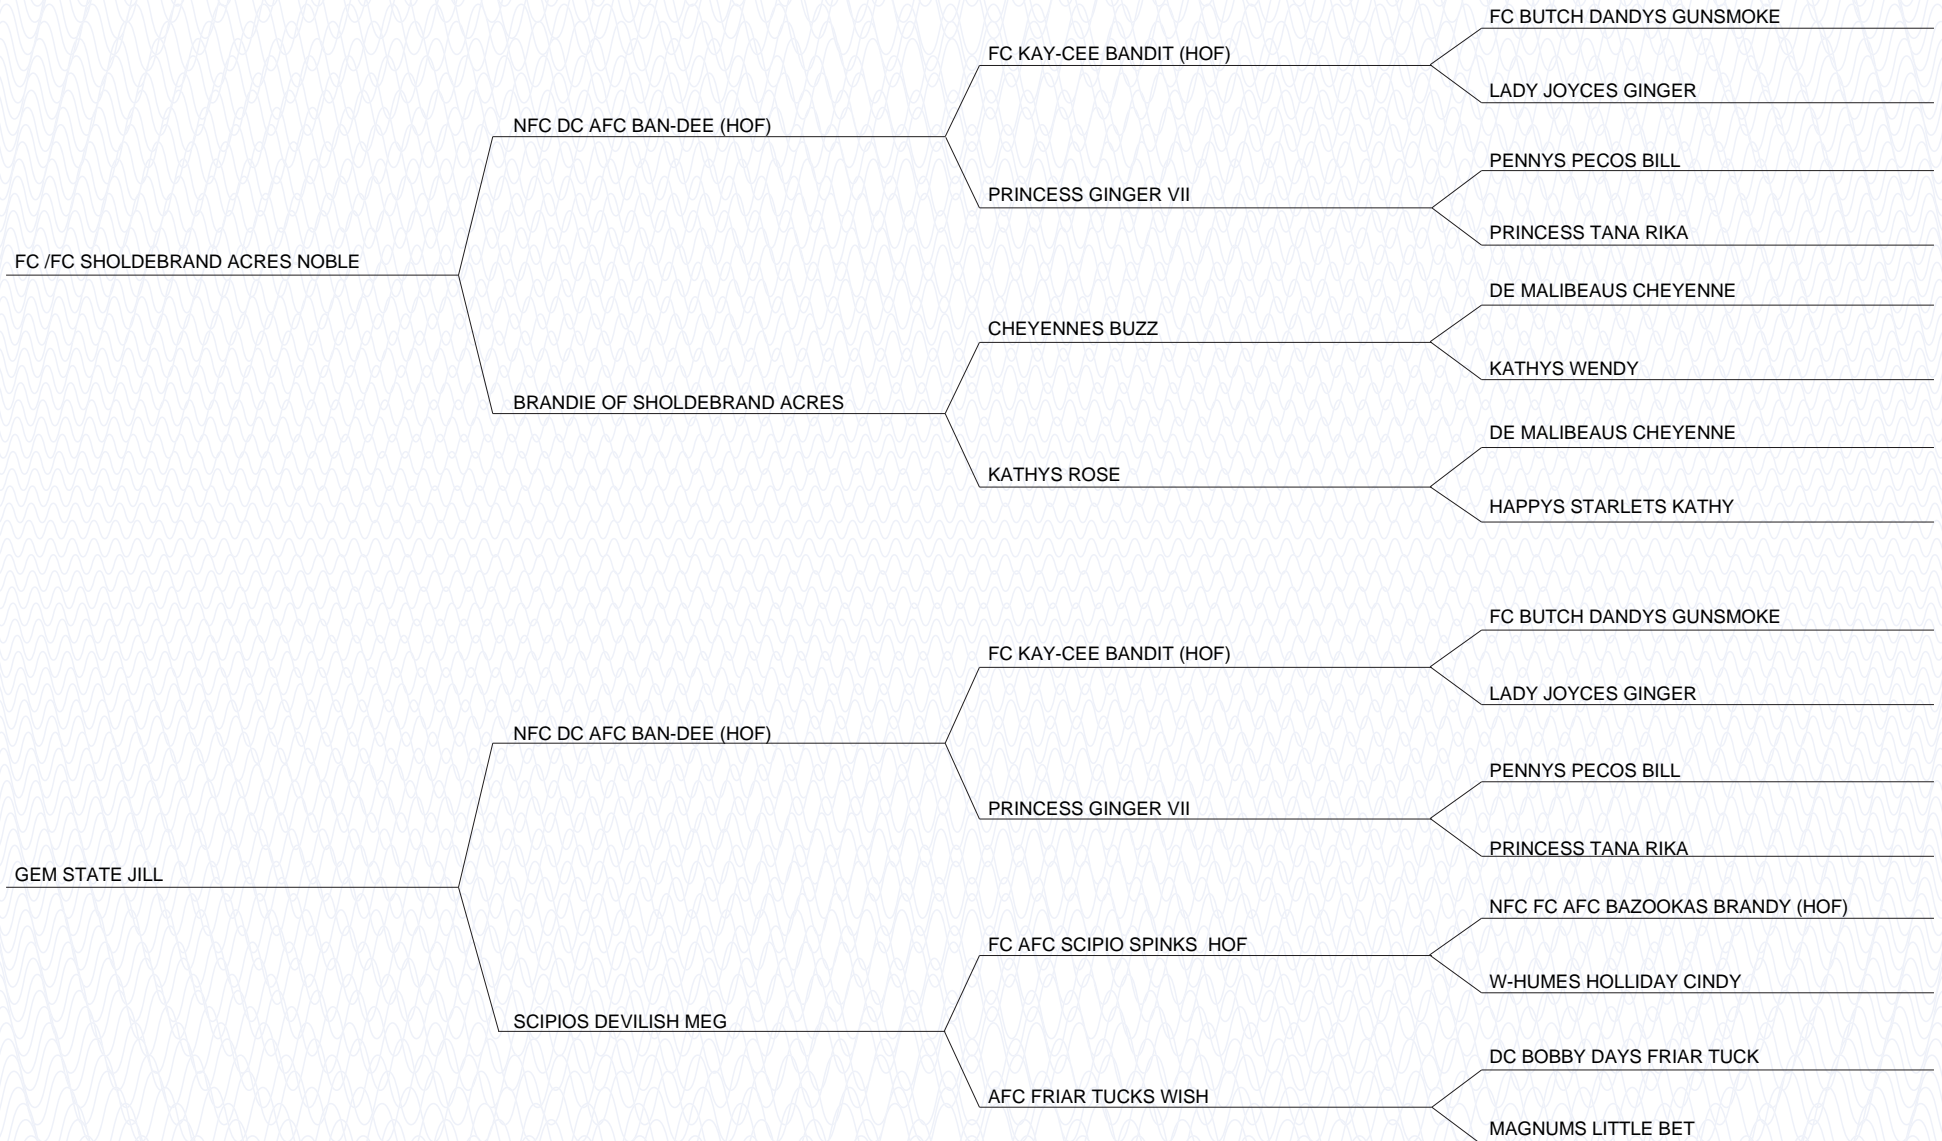 FC BUTCH DANDYS GUNSMOKE
FC KAY-CEE BANDIT (HOF)
LADY JOYCES GINGER
NFC DC AFC BAN-DEE (HOF)
PENNYS PECOS BILL
PRINCESS GINGER VII
PRINCESS TANA RIKA
FC /FC SHOLDEBRAND ACRES NOBLE
DE MALIBEAUS CHEYENNE
CHEYENNES BUZZ
KATHYS WENDY
BRANDIE OF SHOLDEBRAND ACRES
DE MALIBEAUS CHEYENNE
KATHYS ROSE
HAPPYS STARLETS KATHY
FC BUTCH DANDYS GUNSMOKE
FC KAY-CEE BANDIT (HOF)
LADY JOYCES GINGER
NFC DC AFC BAN-DEE (HOF)
PENNYS PECOS BILL
PRINCESS GINGER VII
PRINCESS TANA RIKA
GEM STATE JILL
NFC FC AFC BAZOOKAS BRANDY (HOF)
FC AFC SCIPIO SPINKS  HOF
W-HUMES HOLLIDAY CINDY
SCIPIOS DEVILISH MEG
DC BOBBY DAYS FRIAR TUCK
AFC FRIAR TUCKS WISH
MAGNUMS LITTLE BET